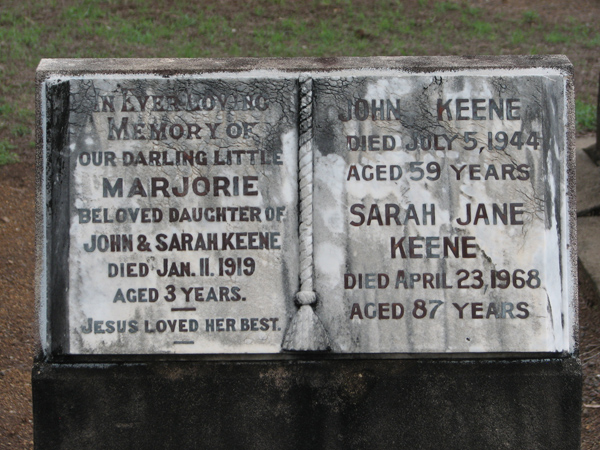 IN EVER LOVING
MEMORY OF
OUR DARLING LITTLE
MARJORIE
BELOVED DAUGHTER OF
JOHN & SARAH KEENE
DIED JAN. 11. 1919
AGED 3 YEARS.
JESUS LOVED HER BEST.
JOHN KEENE
DIED JULY 5, 1944
AGED 59 YEARS
SARAH JANE
KEENE
DIED APRIL 23, 1968
AGED 87 YEARS